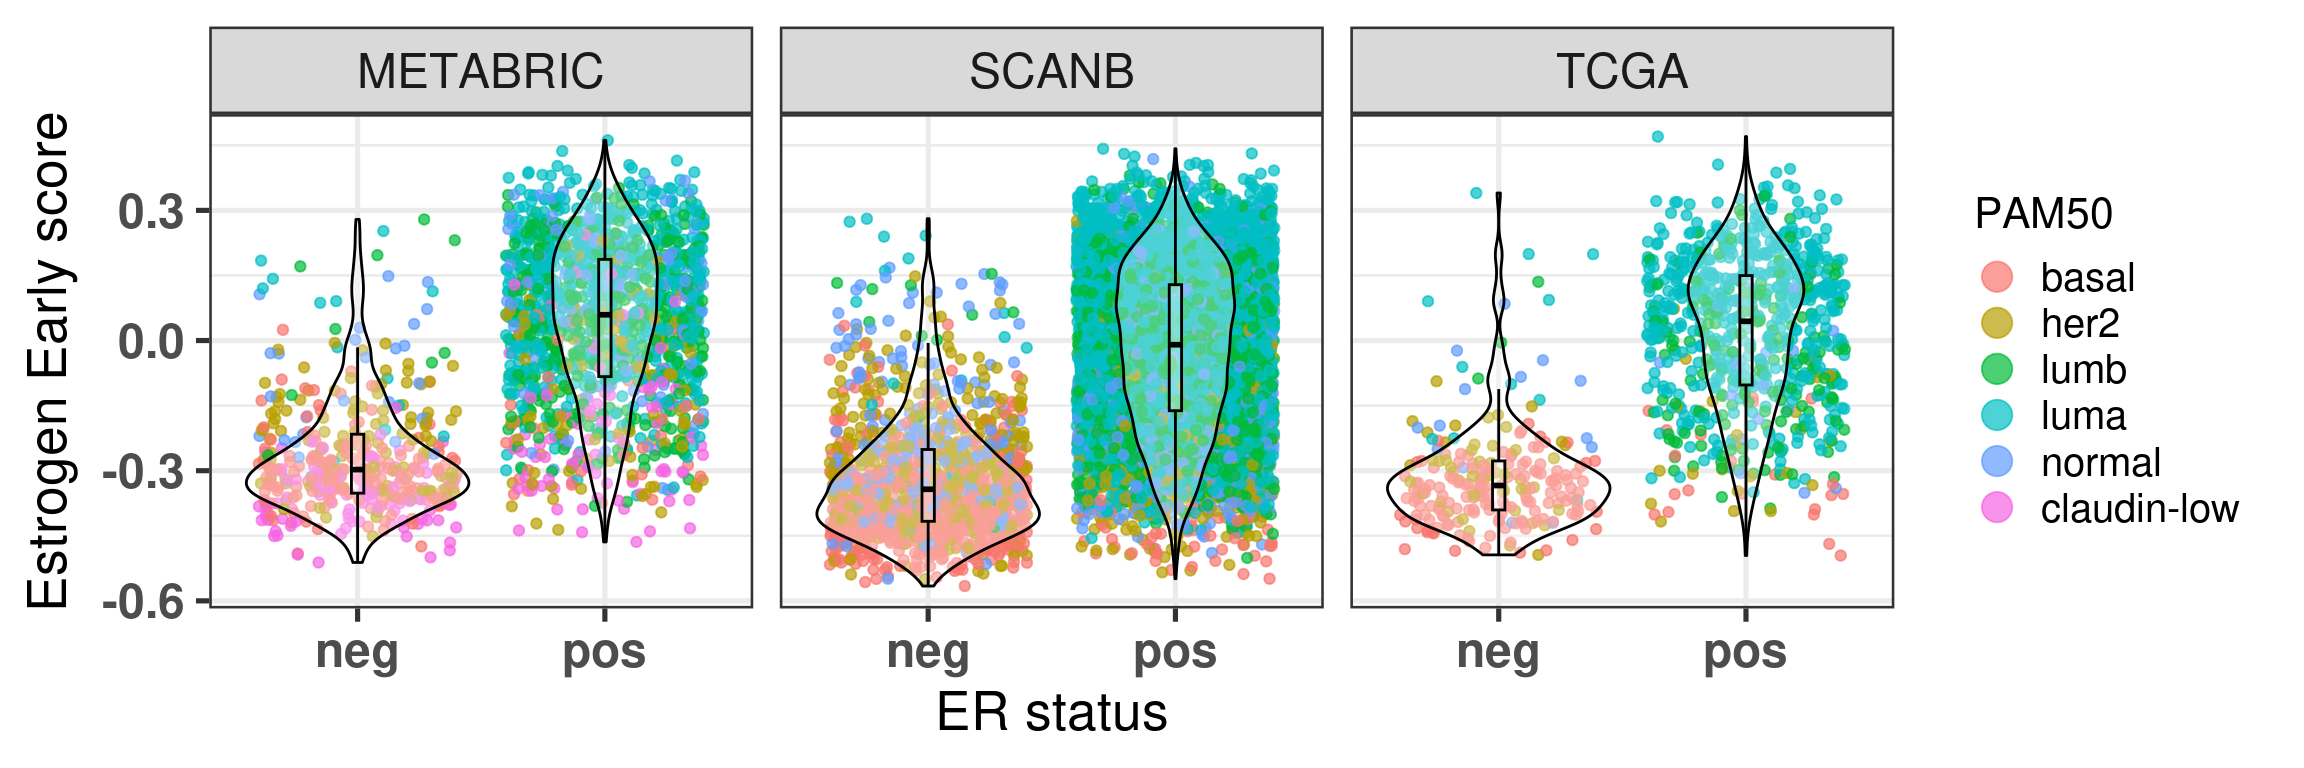 METABRIC SCANB TCGA
Estrogen Early score
0.3
0.0
-0.3
-0.6
neg pos neg pos neg pos
ER status
PAM50
basal
her2
lumb
luma
normal
claudin-low